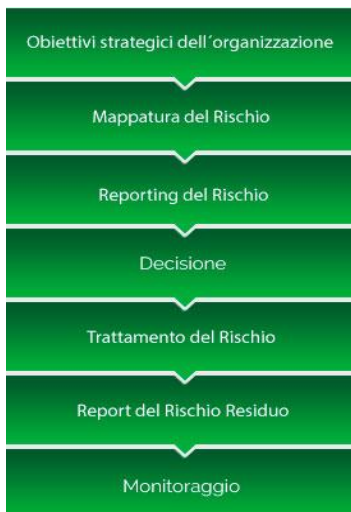 Obiettivi strategici dell´organizzazione
Mappatura del Rischio
Reporting del Rischio
Decisione
Trattamento del Rischio
Report del Rischio Residuo
Monitoraggio